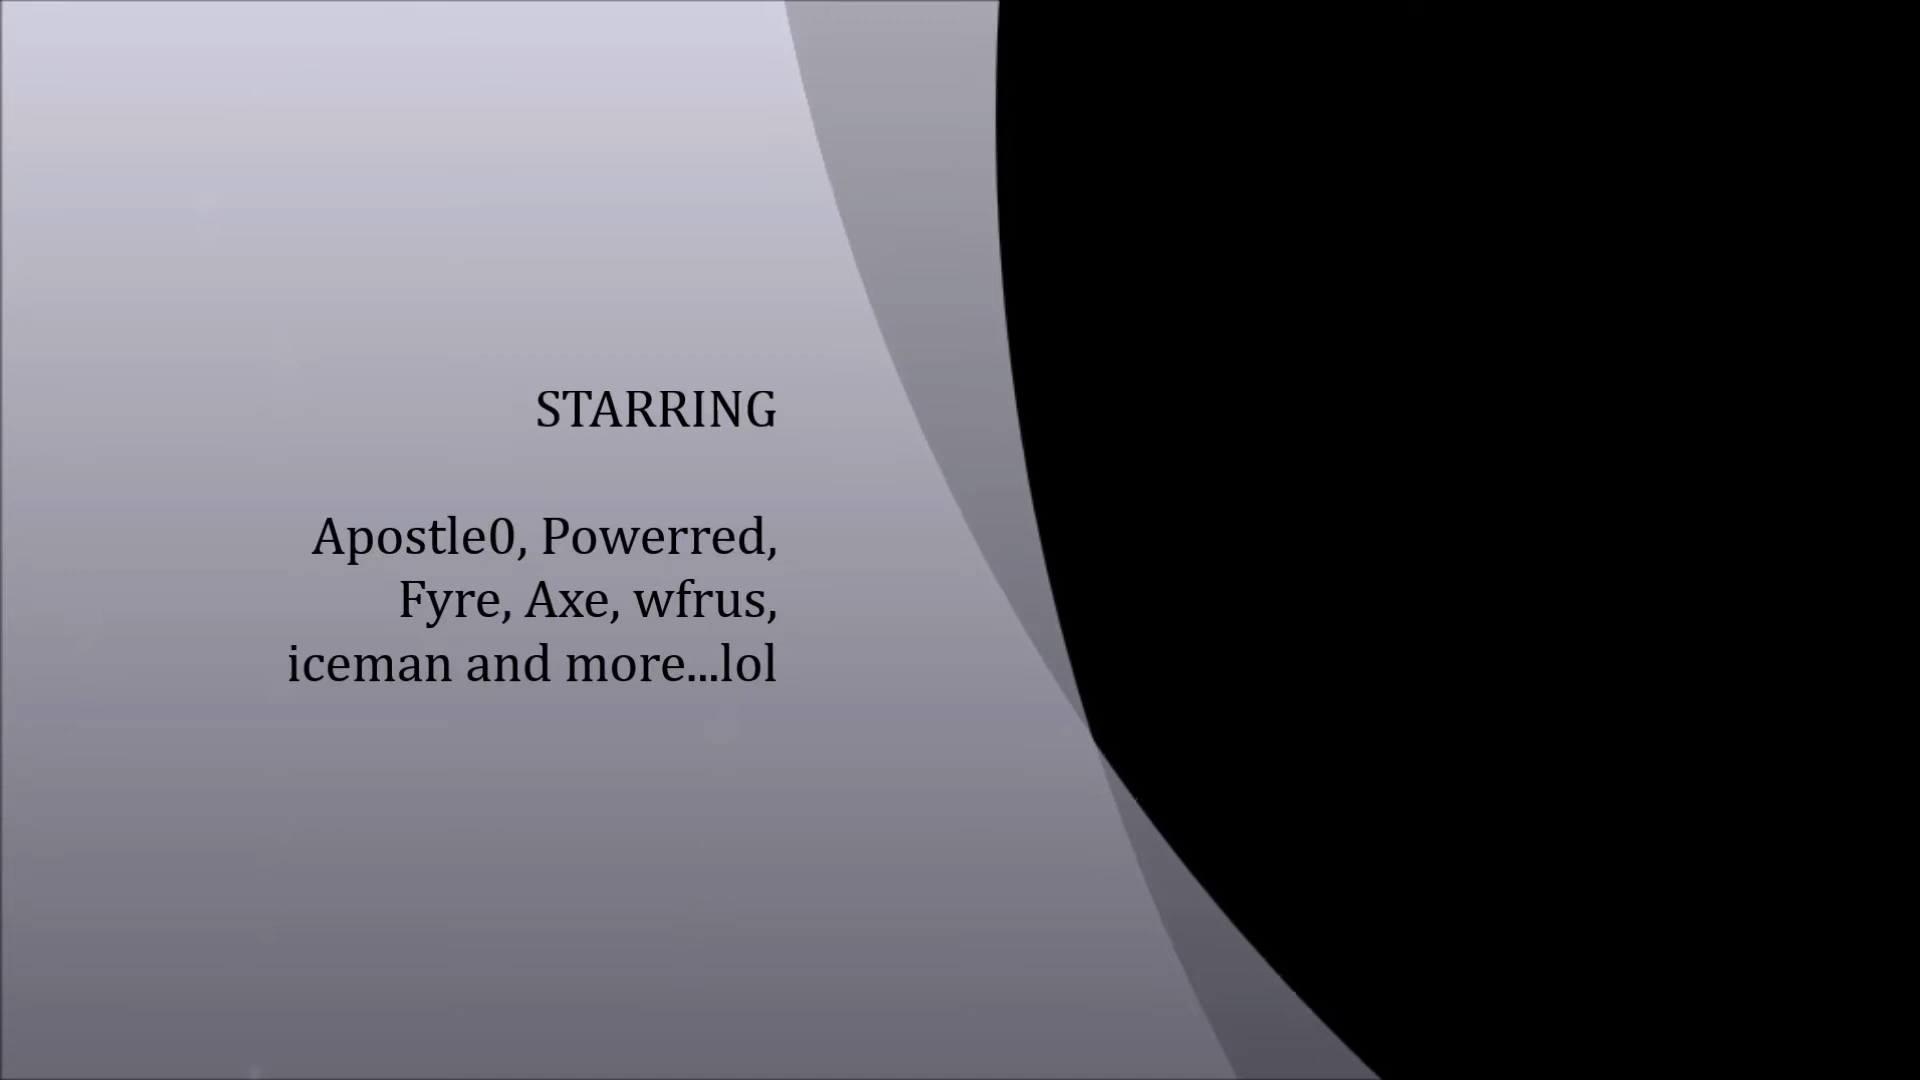 STARRING
Apostle0, Powerred,
Fyre, Axe, wfrus,
iceman and more...lol